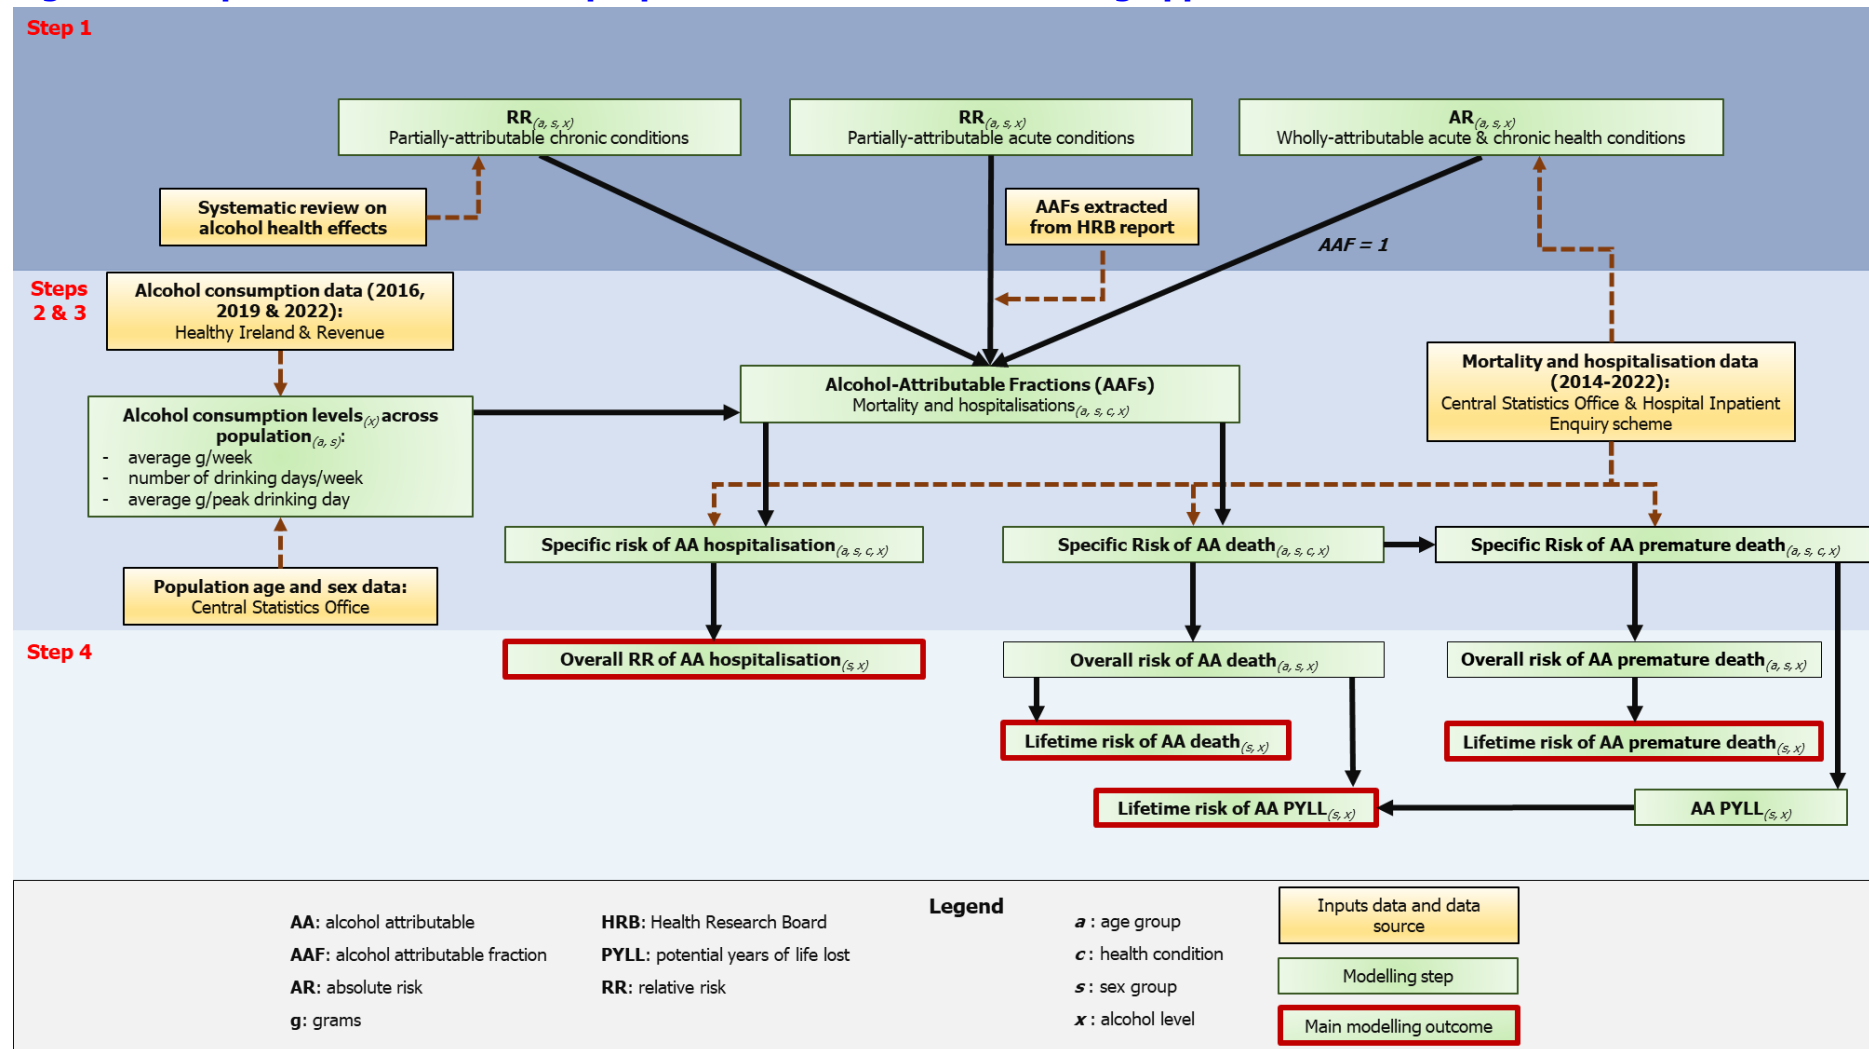 Step 1
RR(a, s, x)
Partially-attributable chronic conditions
RR(a, s, x)
Partially-attributable acute conditions
AR(a, s, x)
Wholly-attributable acute & chronic health conditions
Systematic review on
alcohol health effects
AAFs extracted
from HRB report
AAF = 1
Steps
2 & 3
Alcohol consumption data (2016,
2019 & 2022):
Healthy Ireland & Revenue
Mortality and hospitalisation data
(2014-2022):
Central Statistics Office & Hospital Inpatient
Enquiry scheme
Alcohol-Attributable Fractions (AAFs)
Mortality and hospitalisations(a, s, c, x)
Alcohol consumption levels(x) across
population(a, s):
- average g/week
- number of drinking days/week
- average g/peak drinking day
Specific risk of AA hospitalisation(a, s, c, x)
Specific Risk of AA death(a, s, c, x)
Specific Risk of AA premature death(a, s, c, x)
Population age and sex data:
Central Statistics Office
Step 4
Overall RR of AA hospitalisation(s, x)
Overall risk of AA death(a, s, x)
Overall risk of AA premature death(a, s, x)
Lifetime risk of AA death(s, x)
Lifetime risk of AA premature death(s, x)
Lifetime risk of AA PYLL(s, x)
AA PYLL(s, x)
Legend
AA: alcohol attributable
AAF: alcohol attributable fraction
AR: absolute risk
g: grams
HRB: Health Research Board
PYLL: potential years of life lost
RR: relative risk
a : age group
c : health condition
s : sex group
x : alcohol level
Inputs data and data
source
Modelling step
Main modelling outcome